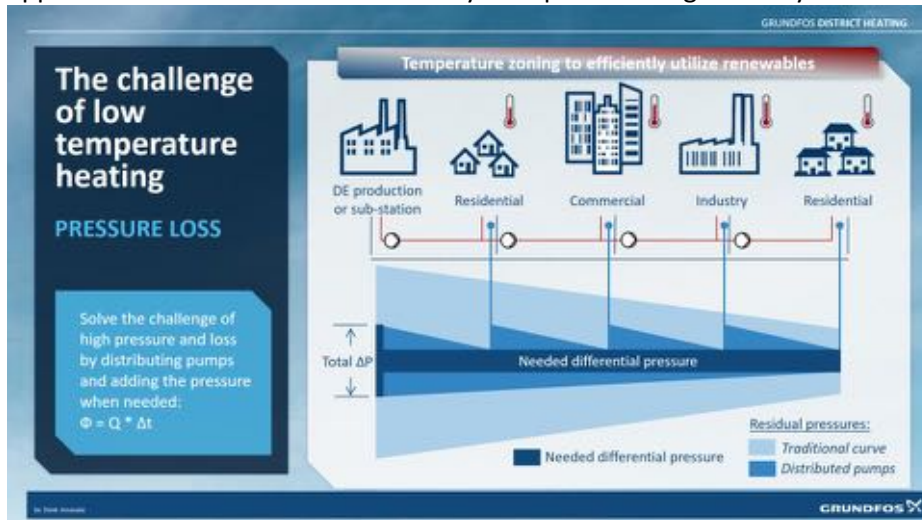 GRUNDFOS DISTRICT HEATING
The challenge
of low
temperature
heating
PRESSURE LOSS
Solve the challenge of
high pressure and loss
by distributing pumps
and adding the pressure
when needed:
Φ = Q * Δt
Temperature zoning to efficiently utilize renewables
DE production
or sub-station
Residential
Commercial
Industry
Residential
Total ΔP
Needed differential pressure
Needed differential pressure
Residual pressures:
Traditional curve
Distributed pumps
GRUNDFOS